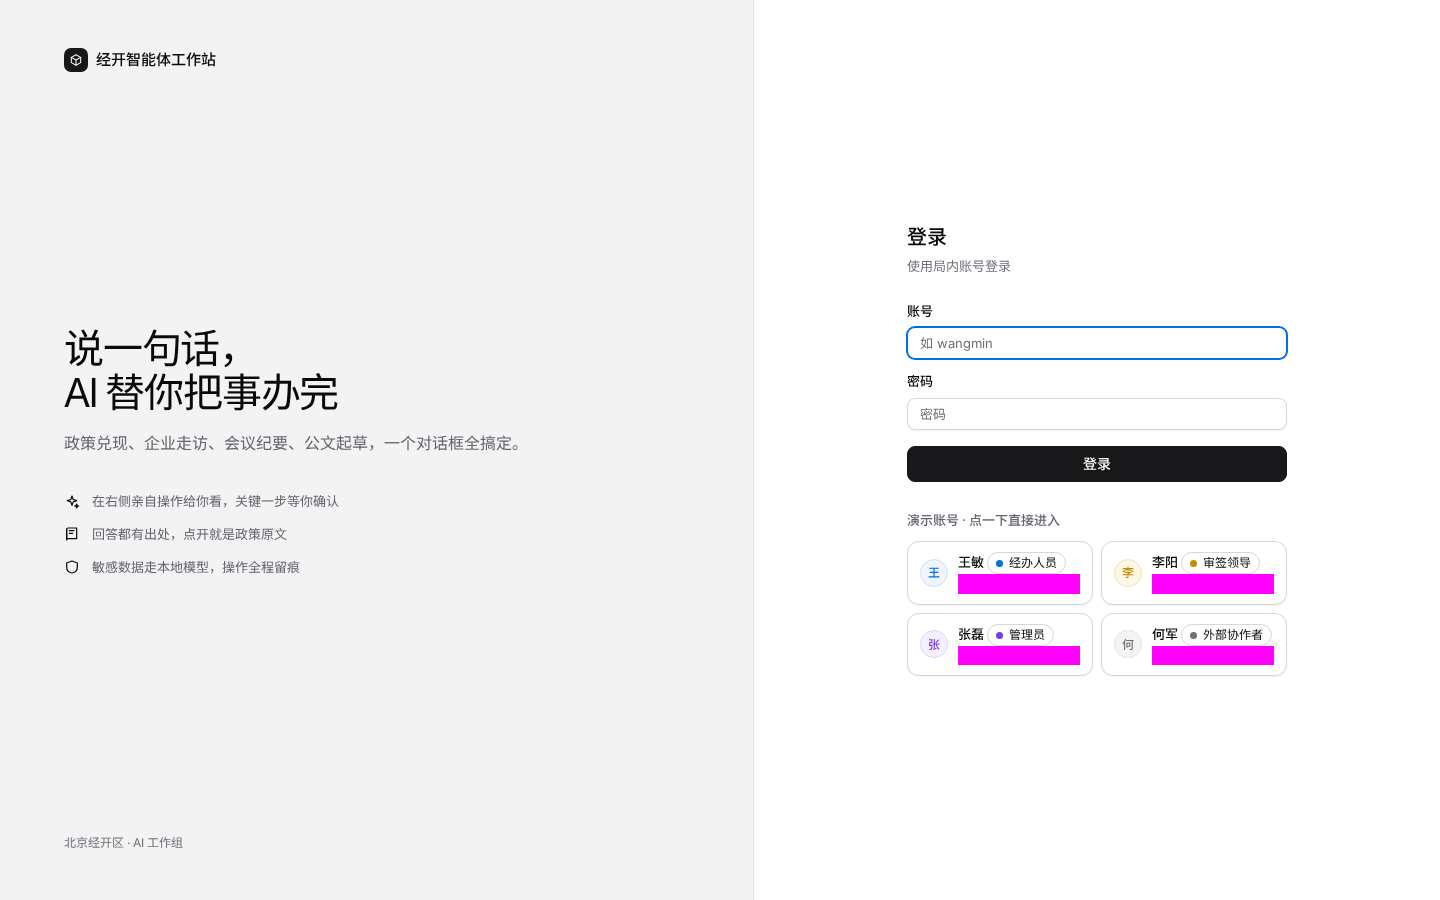 经开智能体工作站
说一句话，
AI 替你把事办完
政策兑现、企业走访、会议纪要、公文起草，一个对话框全搞定。
在右侧亲自操作给你看，关键一步等你确认
回答都有出处，点开就是政策原文
敏感数据走本地模型，操作全程留痕
北京经开区 · AI 工作组
登录
使用局内账号登录
账号
如 wangmin
密码
密码
登录
演示账号 · 点一下直接进入
王 王敏 经办人员
李 李阳 审签领导
张 张磊 管理员
何 何军 外部协作者